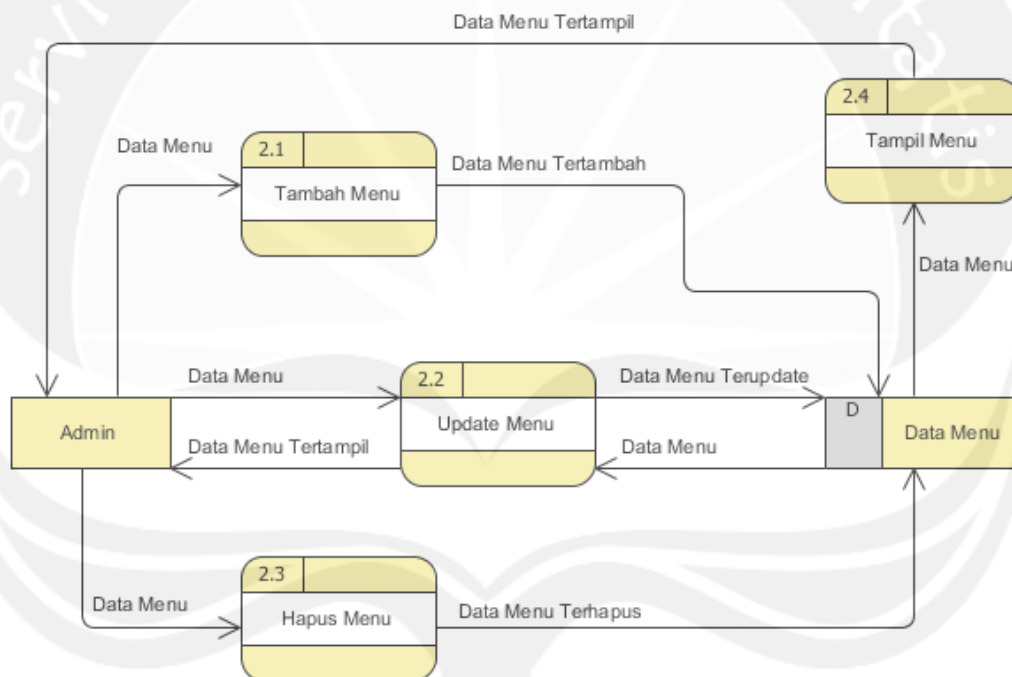 Data Menu Tertampil
2.4
Tampil Menu
Data Menu
2.1
Tambah Menu
Data Menu Tertambah
Data Menu
Data Menu
2.2
Update Menu
Data Menu Terupdate
D
Data Menu
Admin
Data Menu Tertampil
Data Menu
2.3
Hapus Menu
Data Menu
Data Menu Terhapus